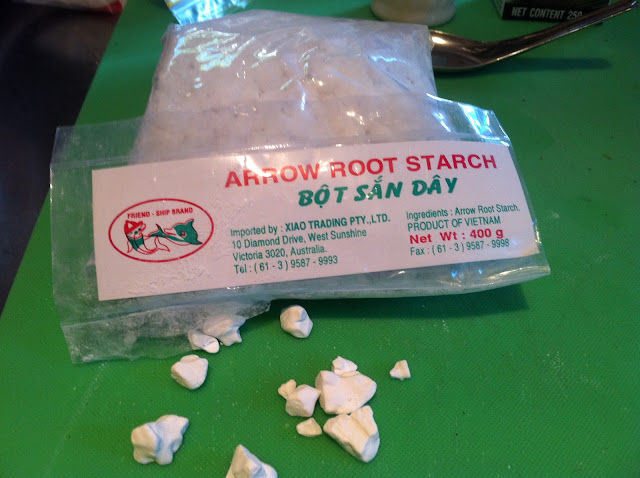 NET CONTENT 250
ARROW ROOT STARCH
BỘT SẮN DÂY
FRIEND - SHIP BRAND
Imported by : XIAO TRADING PTY.,LTD.
10 Diamond Drive, West Sunshine
Victoria 3020, Australia.
Tel : ( 61 - 3 ) 9587 - 9993
Ingredients : Arrow Root Starch,
PRODUCT OF VIETNAM
Net Wt : 400 g
Fax : ( 61 - 3 ) 9587 - 9998